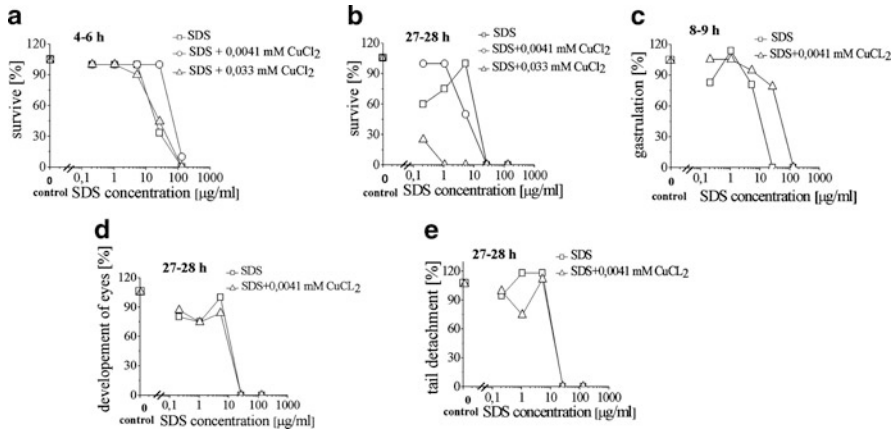 a
4-6 h
SDS
SDS + 0,0041 mM CuCl2
SDS + 0,033 mM CuCl2
survive [%]
120
90
60
30
0
0
control
0,1 1 10 100 1000
SDS concentration [µg/ml]
b
27-28 h
SDS
SDS+0,0041 mM CuCl2
SDS+0,033 mM CuCl2
survive [%]
120
90
60
30
0
0
control
0,1 1 10 100 1000
SDS concentration [µg/ml]
c
8-9 h
SDS
SDS+0,0041 mM CuCL2
gastrulation [%]
120
90
60
30
0
0
control
0,1 1 10 100 1000
SDS concentration [µg/ml]
d
27-28 h
SDS
SDS+0,0041 mM CuCL2
developement of eyes [%]
120
90
60
30
0
0
control
0,1 1 10 100 1000
SDS concentration [µg/ml]
e
27-28 h
SDS
SDS+0,0041 mM CuCL2
tail detachment [%]
120
90
60
30
0
0
control
0,1 1 10 100 1000
SDS concentration [µg/ml]